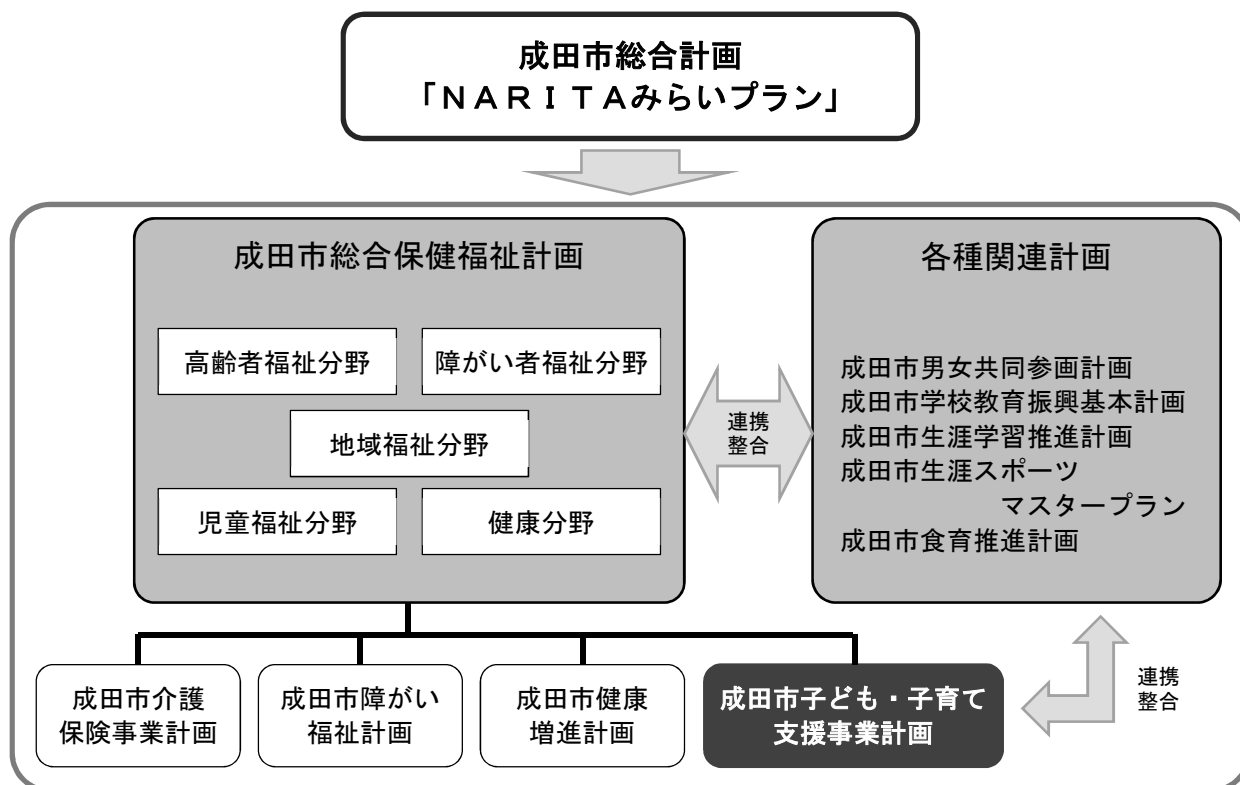 成田市総合計画
「ＮＡＲＩＴＡみらいプラン」
成田市総合保健福祉計画
高齢者福祉分野
障がい者福祉分野
地域福祉分野
児童福祉分野
健康分野
連携
整合
各種関連計画
成田市男女共同参画計画
成田市学校教育振興基本計画
成田市生涯学習推進計画
成田市生涯スポーツ
マスタープラン
成田市食育推進計画
成田市介護
保険事業計画
成田市障がい
福祉計画
成田市健康
増進計画
成田市子ども・子育て
支援事業計画
連携
整合